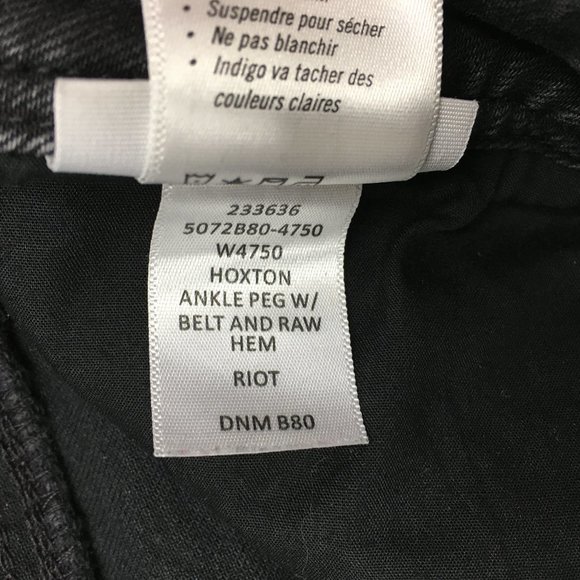 • Suspendre pour sécher
• Ne pas blanchir
• Indigo va tacher des
couleurs claires
233636
5072B80-4750
W4750
HOXTON
ANKLE PEG W/
BELT AND RAW
HEM
RIOT
DNM B80